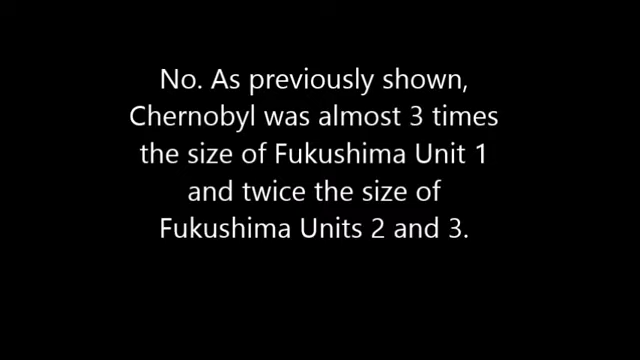 No. As previously shown,
Chernobyl was almost 3 times
the size of Fukushima Unit 1
and twice the size of
Fukushima Units 2 and 3.